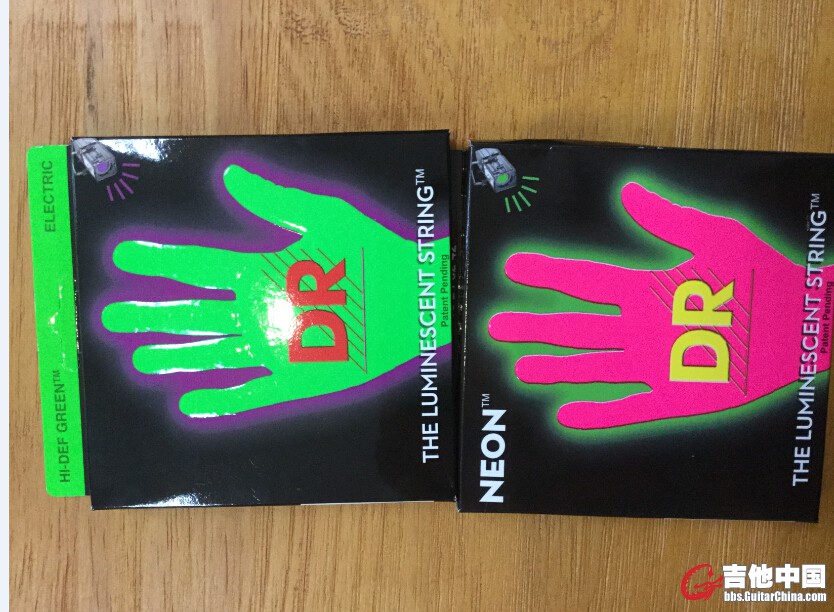 HI-DEF GREEN™ ELECTRIC
DR
THE LUMINESCENT STRING™
Patent Pending
NEON™
DR
THE LUMINESCENT STRING™
Patent Pending
吉他中国
bbs.GuitarChina.com